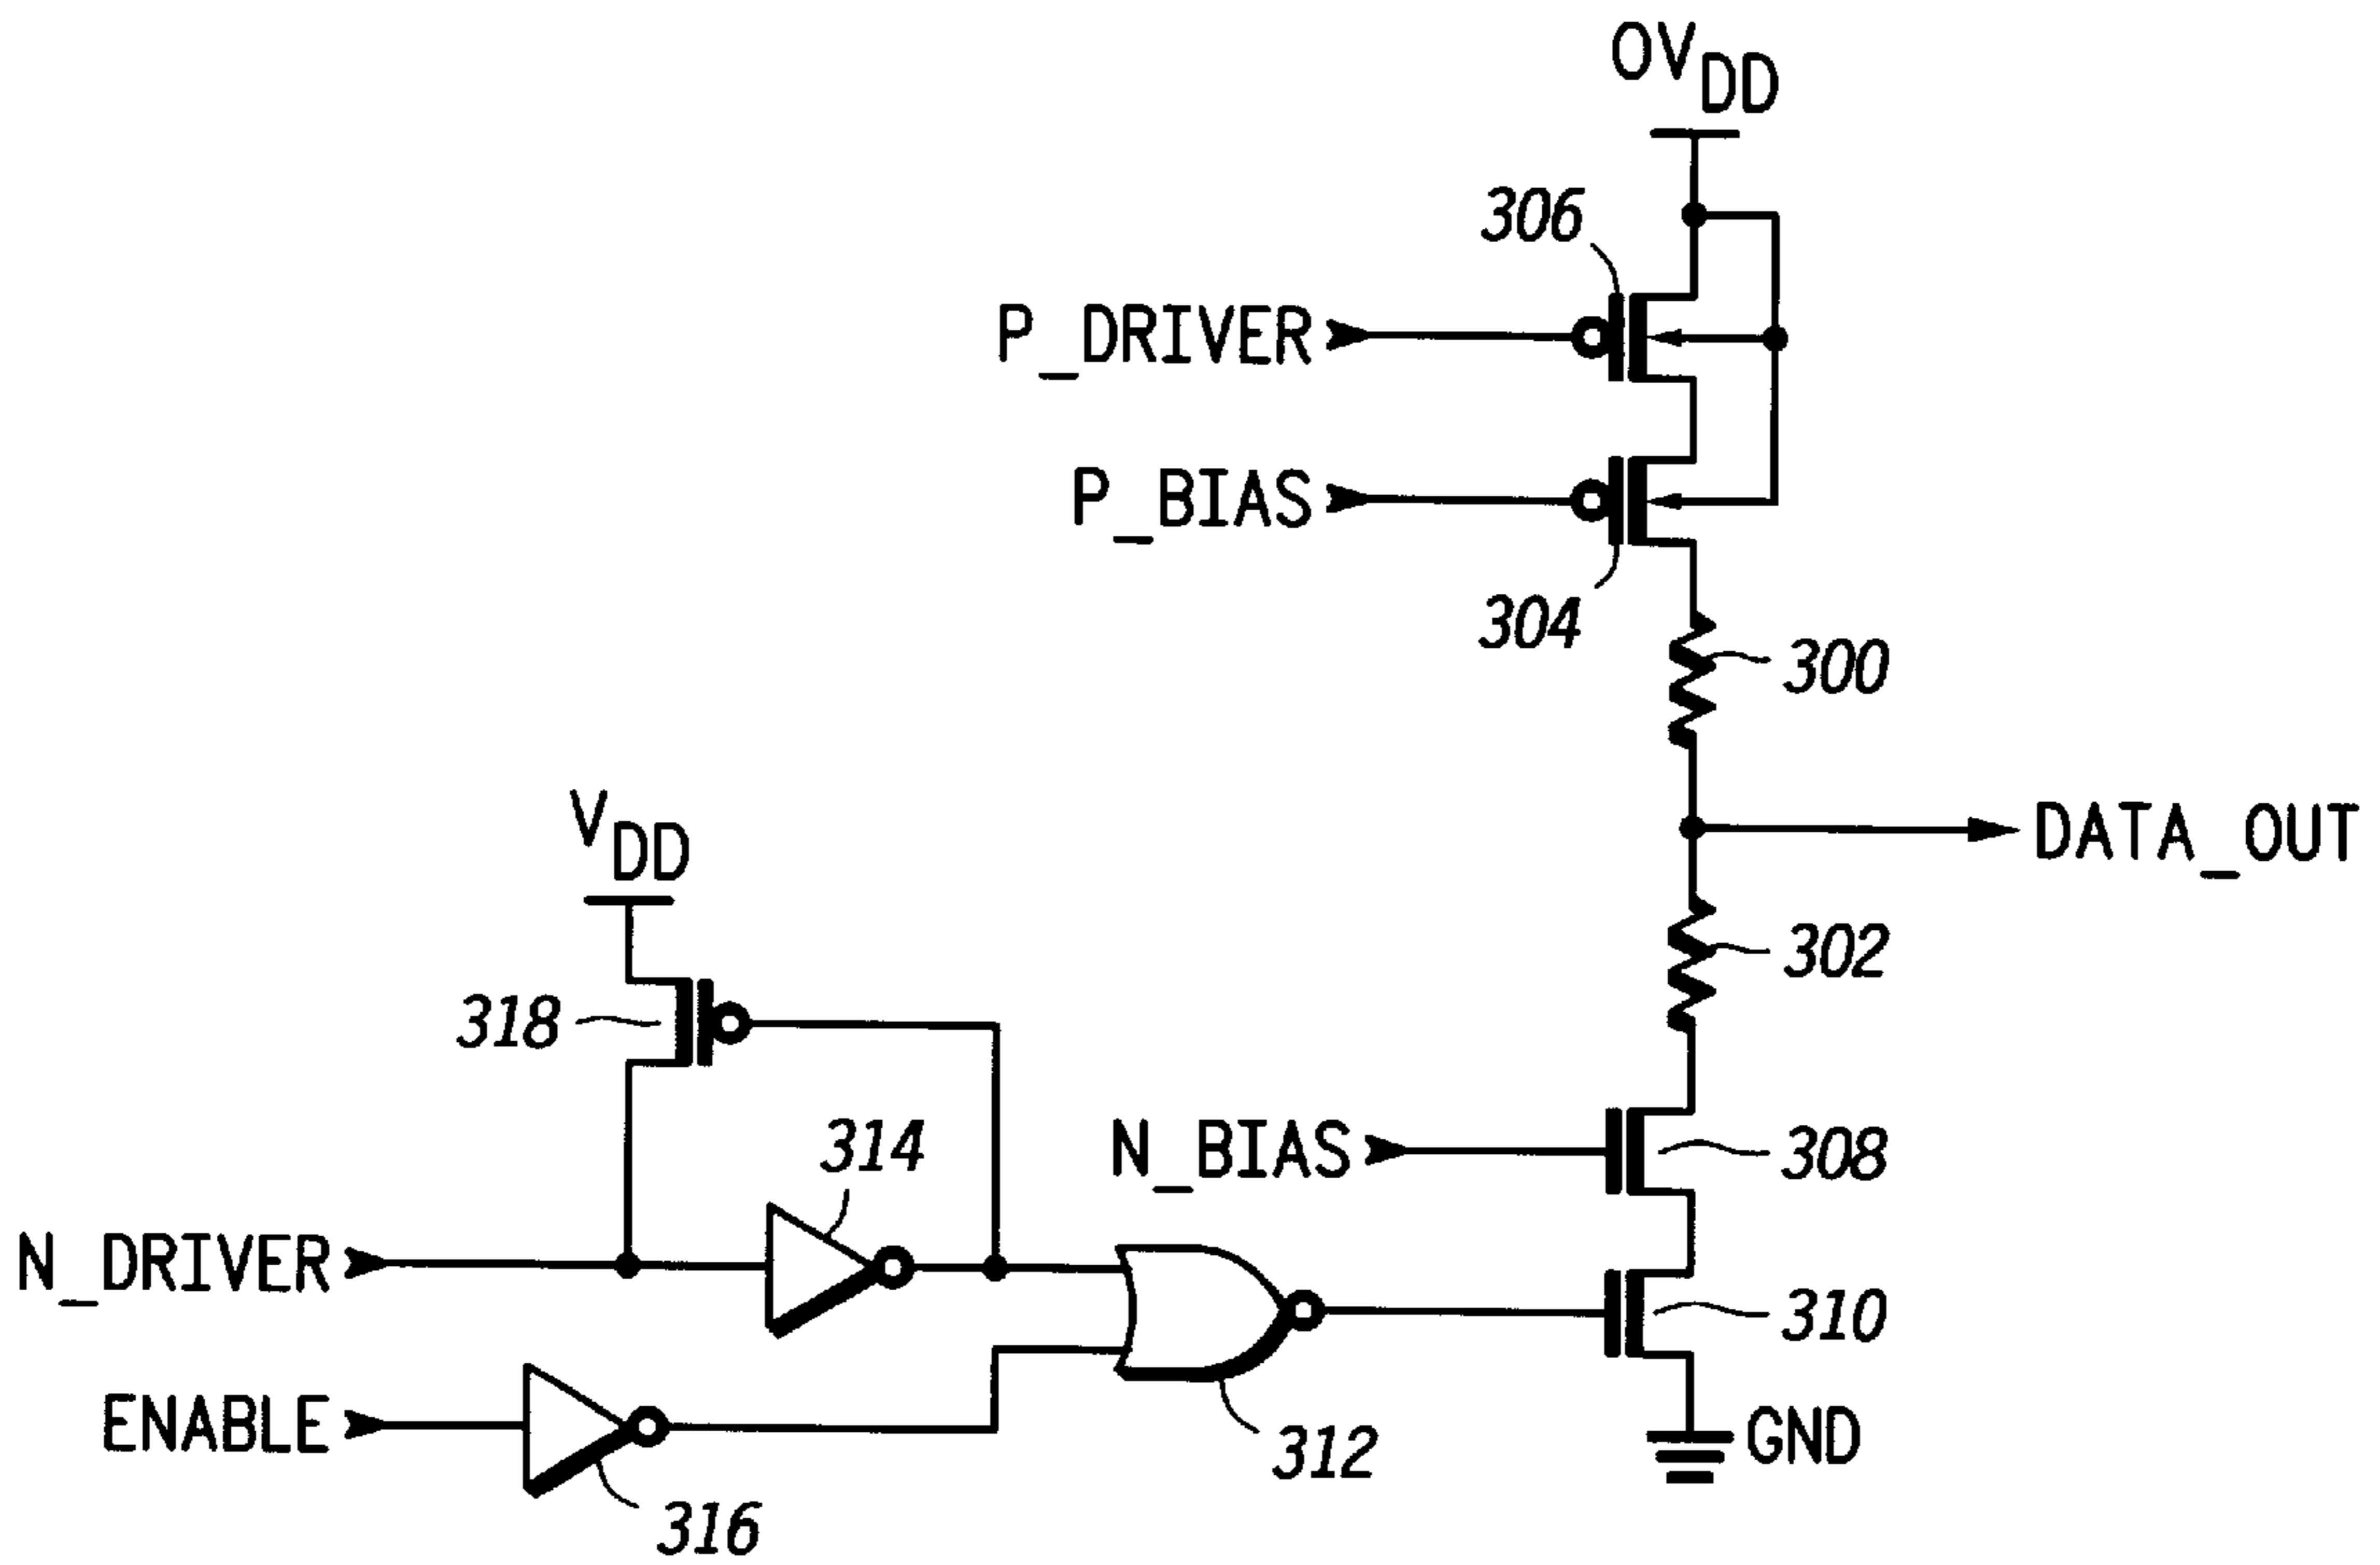 OVDD
306
P_DRIVER
P_BIAS
304
300
DATA_OUT
VDD
302
318
314
N_BIAS
308
N_DRIVER
310
ENABLE
GND
312
316